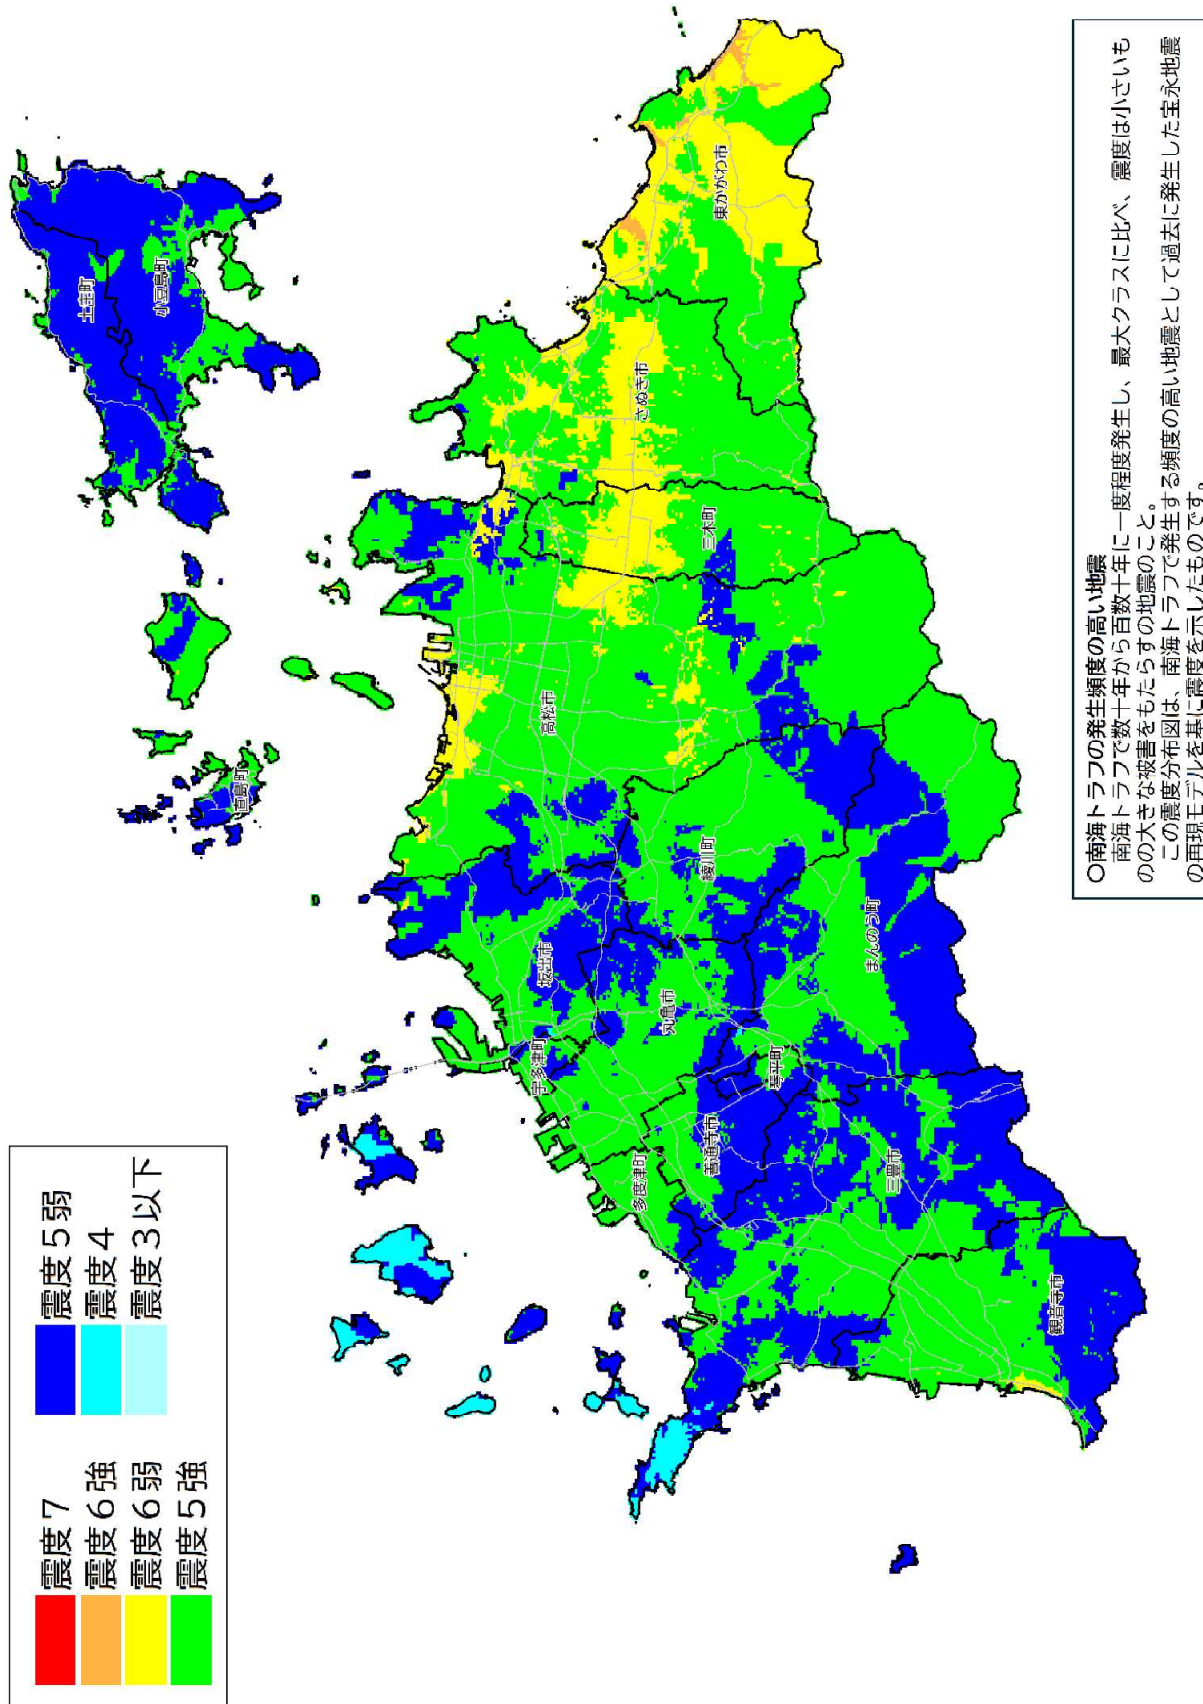 震度7
震度6強
震度6弱
震度5強
震度5弱
震度4
震度3以下
土庄町
小豆島町
直島町
東かがわ市
さぬき市
三木町
高松市
綾川町
坂出市
丸亀市
宇多津町
まんのう町
琴平町
善通寺市
多度津町
三豊市
観音寺市
○南海トラフの発生頻度の高い地震
南海トラフで数十年から百数十年に一度程度発生し、最大クラスに比べ、震度は小さいも
のの大きな被害をもたらすの地震のこと。
この震度分布図は、南海トラフで発生する頻度の高い地震として過去に発生した宝永地震
の再現モデルを基に震度を示したものです。